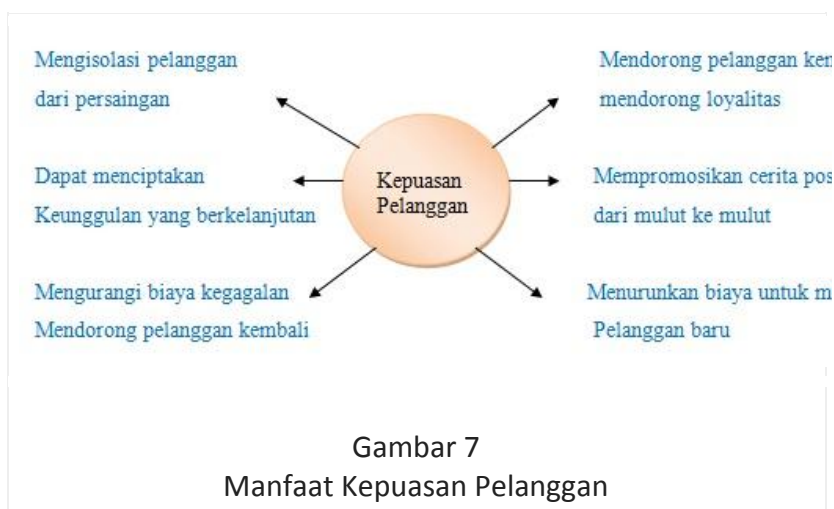 Mengisolasi pelanggan
dari persaingan
Dapat menciptakan
Keunggulan yang berkelanjutan
Mengurangi biaya kegagalan
Mendorong pelanggan kembali
Kepuasan
Pelanggan
Mendorong pelanggan
mendorong loyalitas
Mempromosikan cerita
dari mulut ke mulut
Menurunkan biaya untuk
Pelanggan baru
Gambar 7
Manfaat Kepuasan Pelanggan